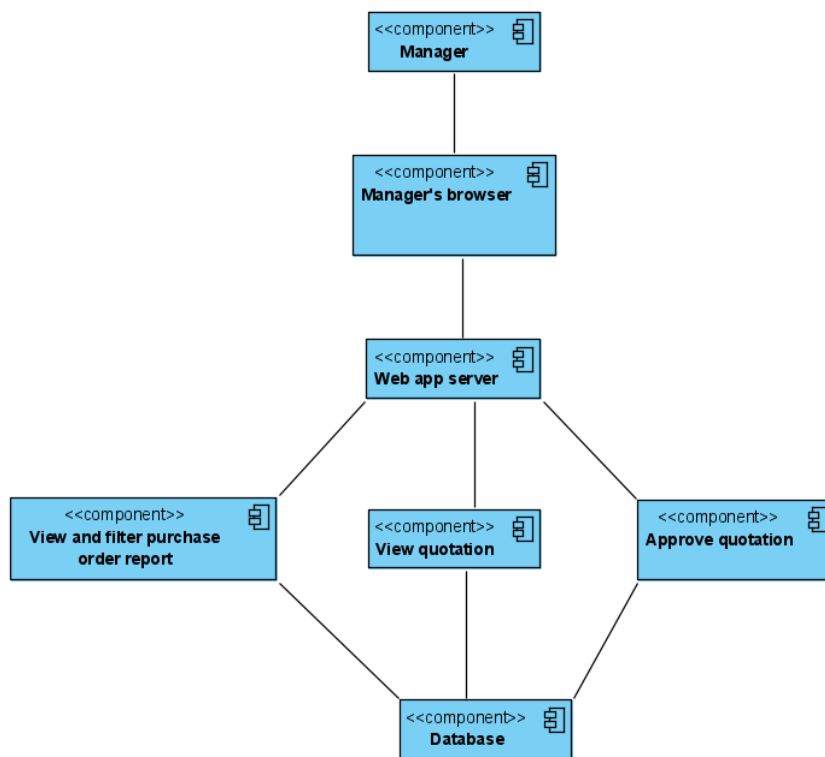 <<component>>
Manager
<<component>>
Manager's browser
<<component>>
Web app server
<<component>>
View and filter purchase
order report
<<component>>
View quotation
<<component>>
Approve quotation
<<component>>
Database